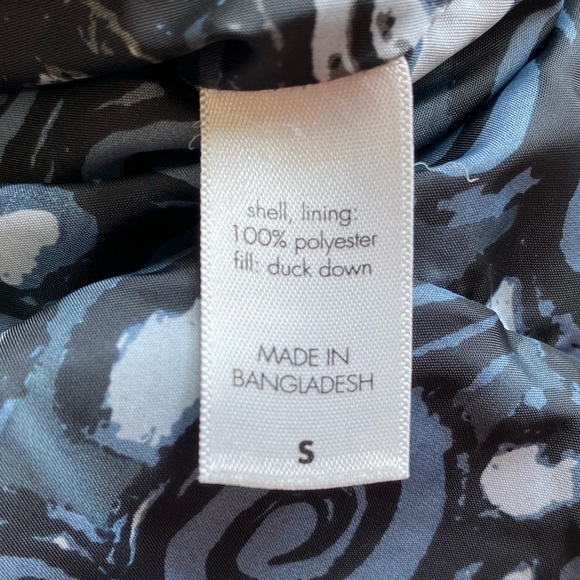 shell, lining:
100% polyester
fill: duck down
MADE IN
BANGLADESH
S